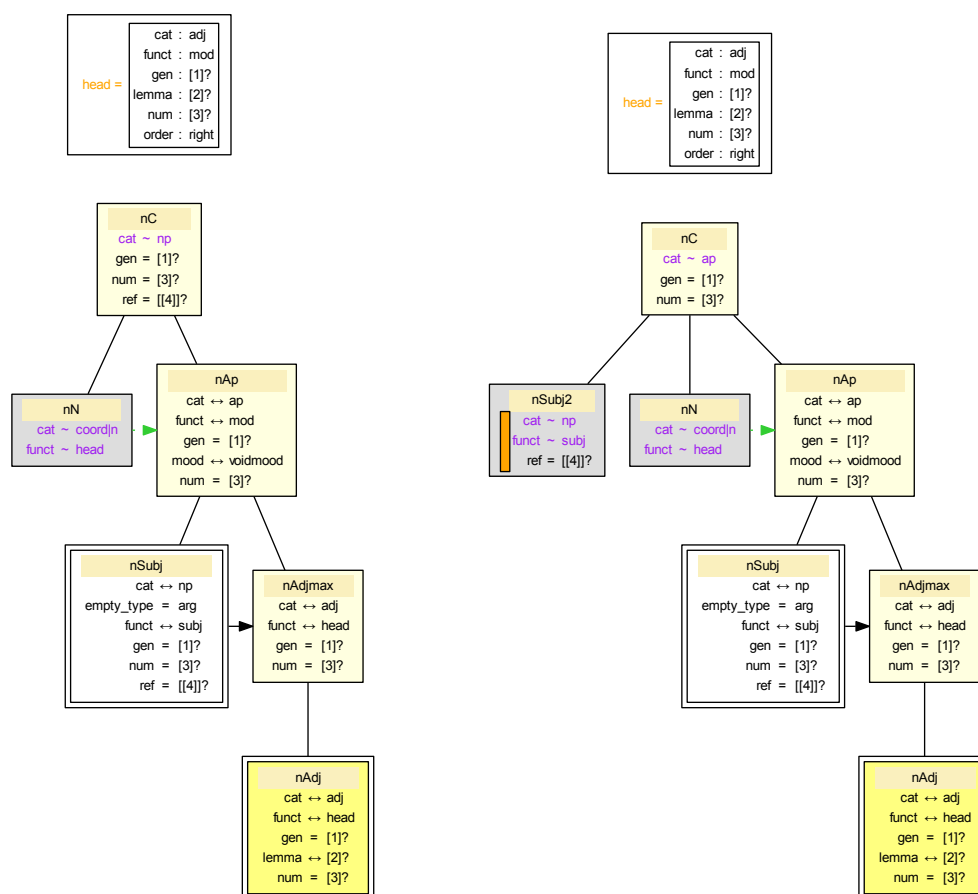 head =
cat : adj
funct : mod
gen : [1]?
lemma : [2]?
num : [3]?
order : right
nC
cat ~ np
gen = [1]?
num = [3]?
ref = [[4]]?
nN
cat ~ coord|n
funct ~ head
nAp
cat ↔ ap
funct ↔ mod
gen = [1]?
mood ↔ voidmood
num = [3]?
nSubj
cat ↔ np
empty_type = arg
funct ↔ subj
gen = [1]?
num = [3]?
ref = [[4]]?
nAdjmax
cat ↔ adj
funct ↔ head
gen = [1]?
num = [3]?
nAdj
cat ↔ adj
funct ↔ head
gen = [1]?
lemma ↔ [2]?
num = [3]?
head =
cat : adj
funct : mod
gen : [1]?
lemma : [2]?
num : [3]?
order : right
nC
cat ~ ap
gen = [1]?
num = [3]?
nSubj2
cat ~ np
funct ~ subj
ref = [[4]]?
nN
cat ~ coord|n
funct ~ head
nAp
cat ↔ ap
funct ↔ mod
gen = [1]?
mood ↔ voidmood
num = [3]?
nSubj
cat ↔ np
empty_type = arg
funct ↔ subj
gen = [1]?
num = [3]?
ref = [[4]]?
nAdjmax
cat ↔ adj
funct ↔ head
gen = [1]?
num = [3]?
nAdj
cat ↔ adj
funct ↔ head
gen = [1]?
lemma ↔ [2]?
num = [3]?